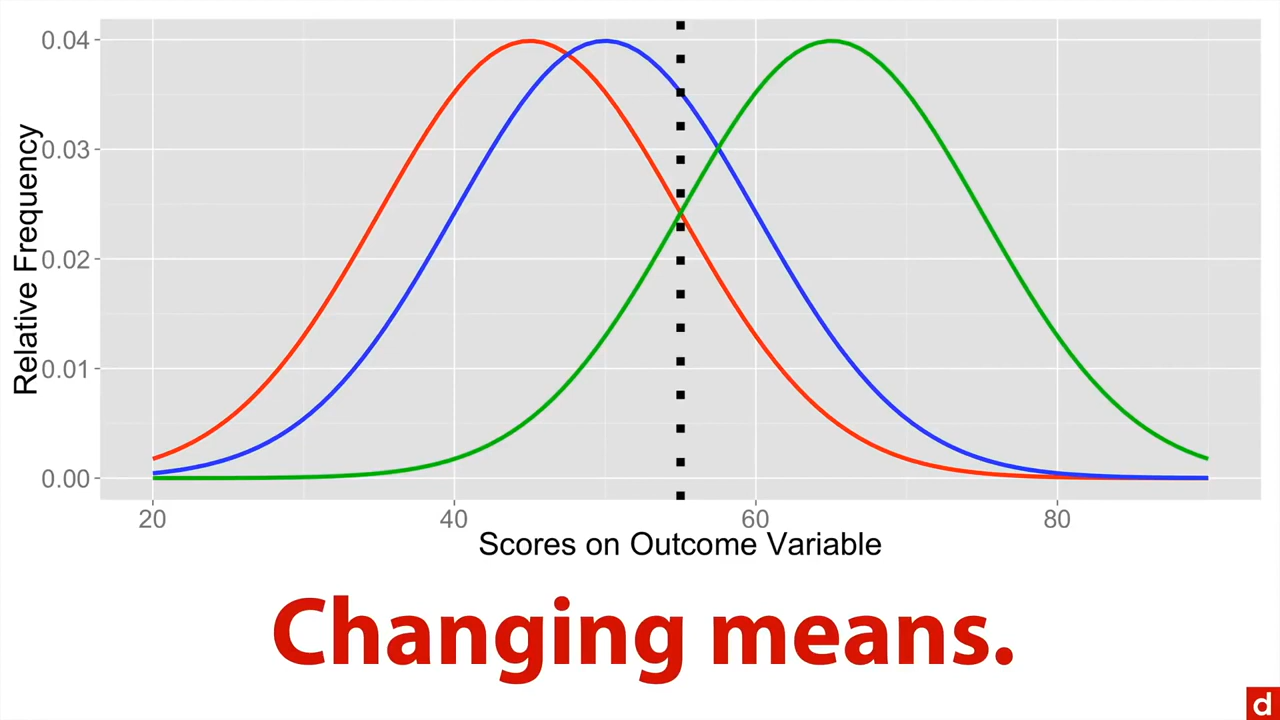 0.04
0.03
0.02
0.01
0.00
Relative Frequency
20 40 60 80
Scores on Outcome Variable
Changing means.
d